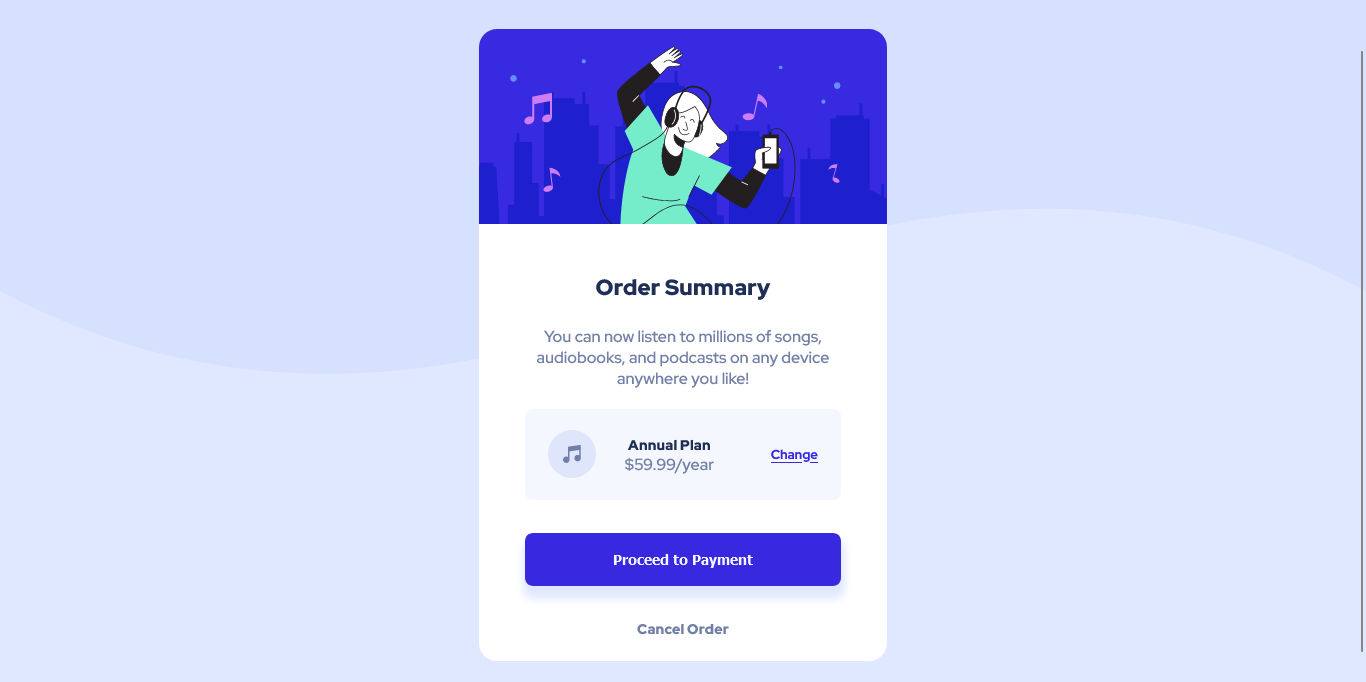 Order Summary
You can now listen to millions of songs,
audiobooks, and podcasts on any device
anywhere you like!
Annual Plan
$59.99/year
Change
Proceed to Payment
Cancel Order